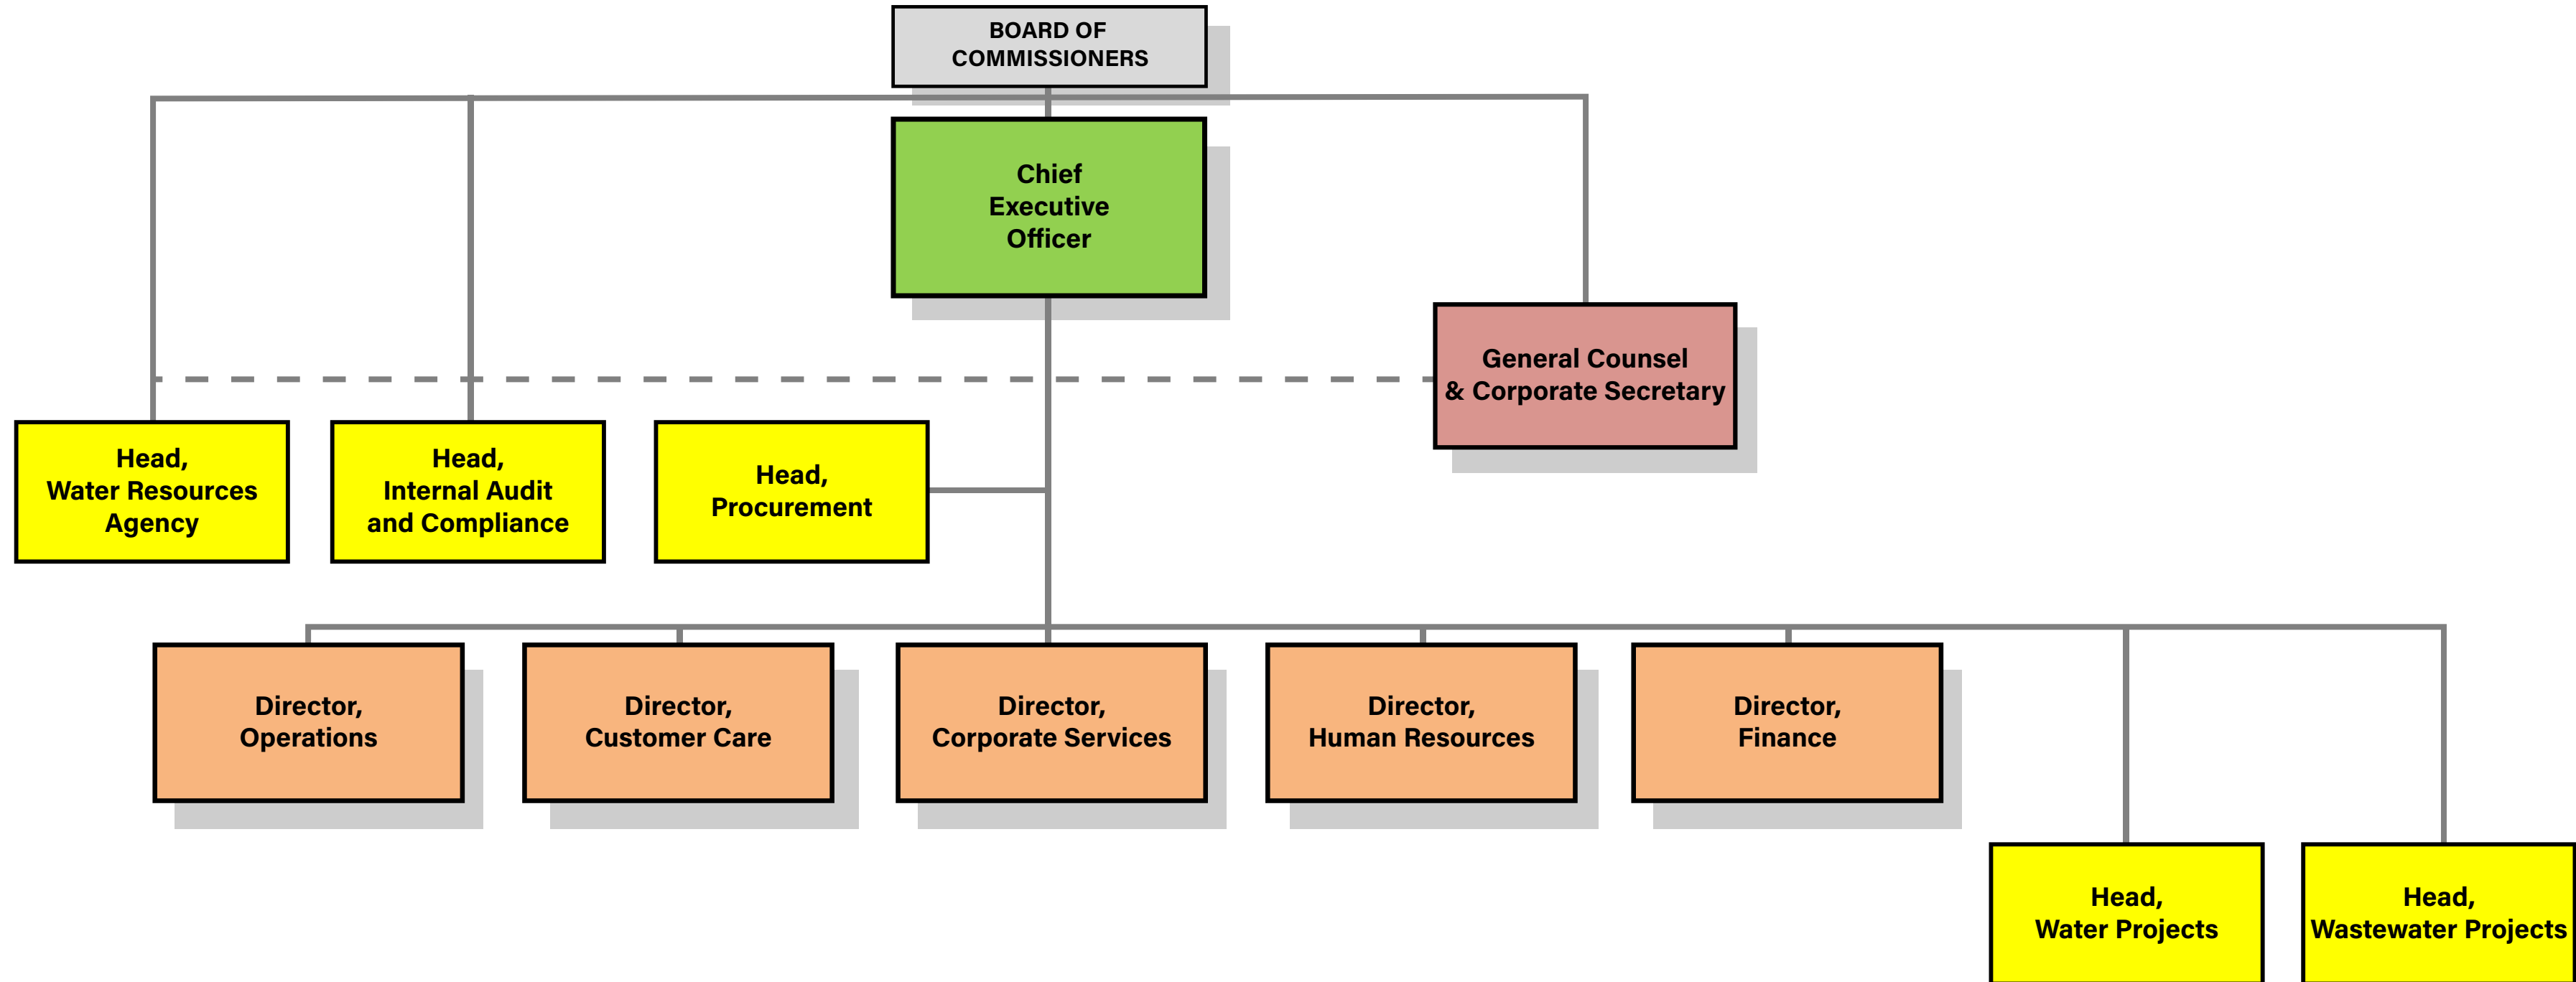 BOARD OF
COMMISSIONERS
Chief
Executive
Officer
General Counsel
& Corporate Secretary
Head,
Water Resources
Agency
Head,
Internal Audit
and Compliance
Head,
Procurement
Director,
Operations
Director,
Customer Care
Director,
Corporate Services
Director,
Human Resources
Director,
Finance
Head,
Water Projects
Head,
Wastewater Projects